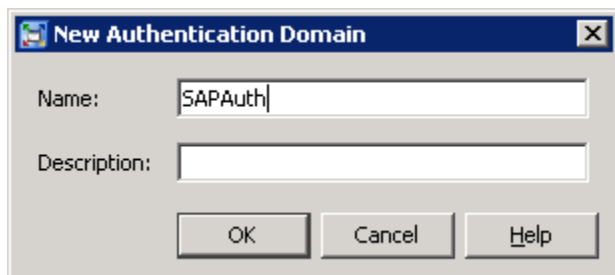 New Authentication Domain
Name: SAPAuth
Description:
OK Cancel Help